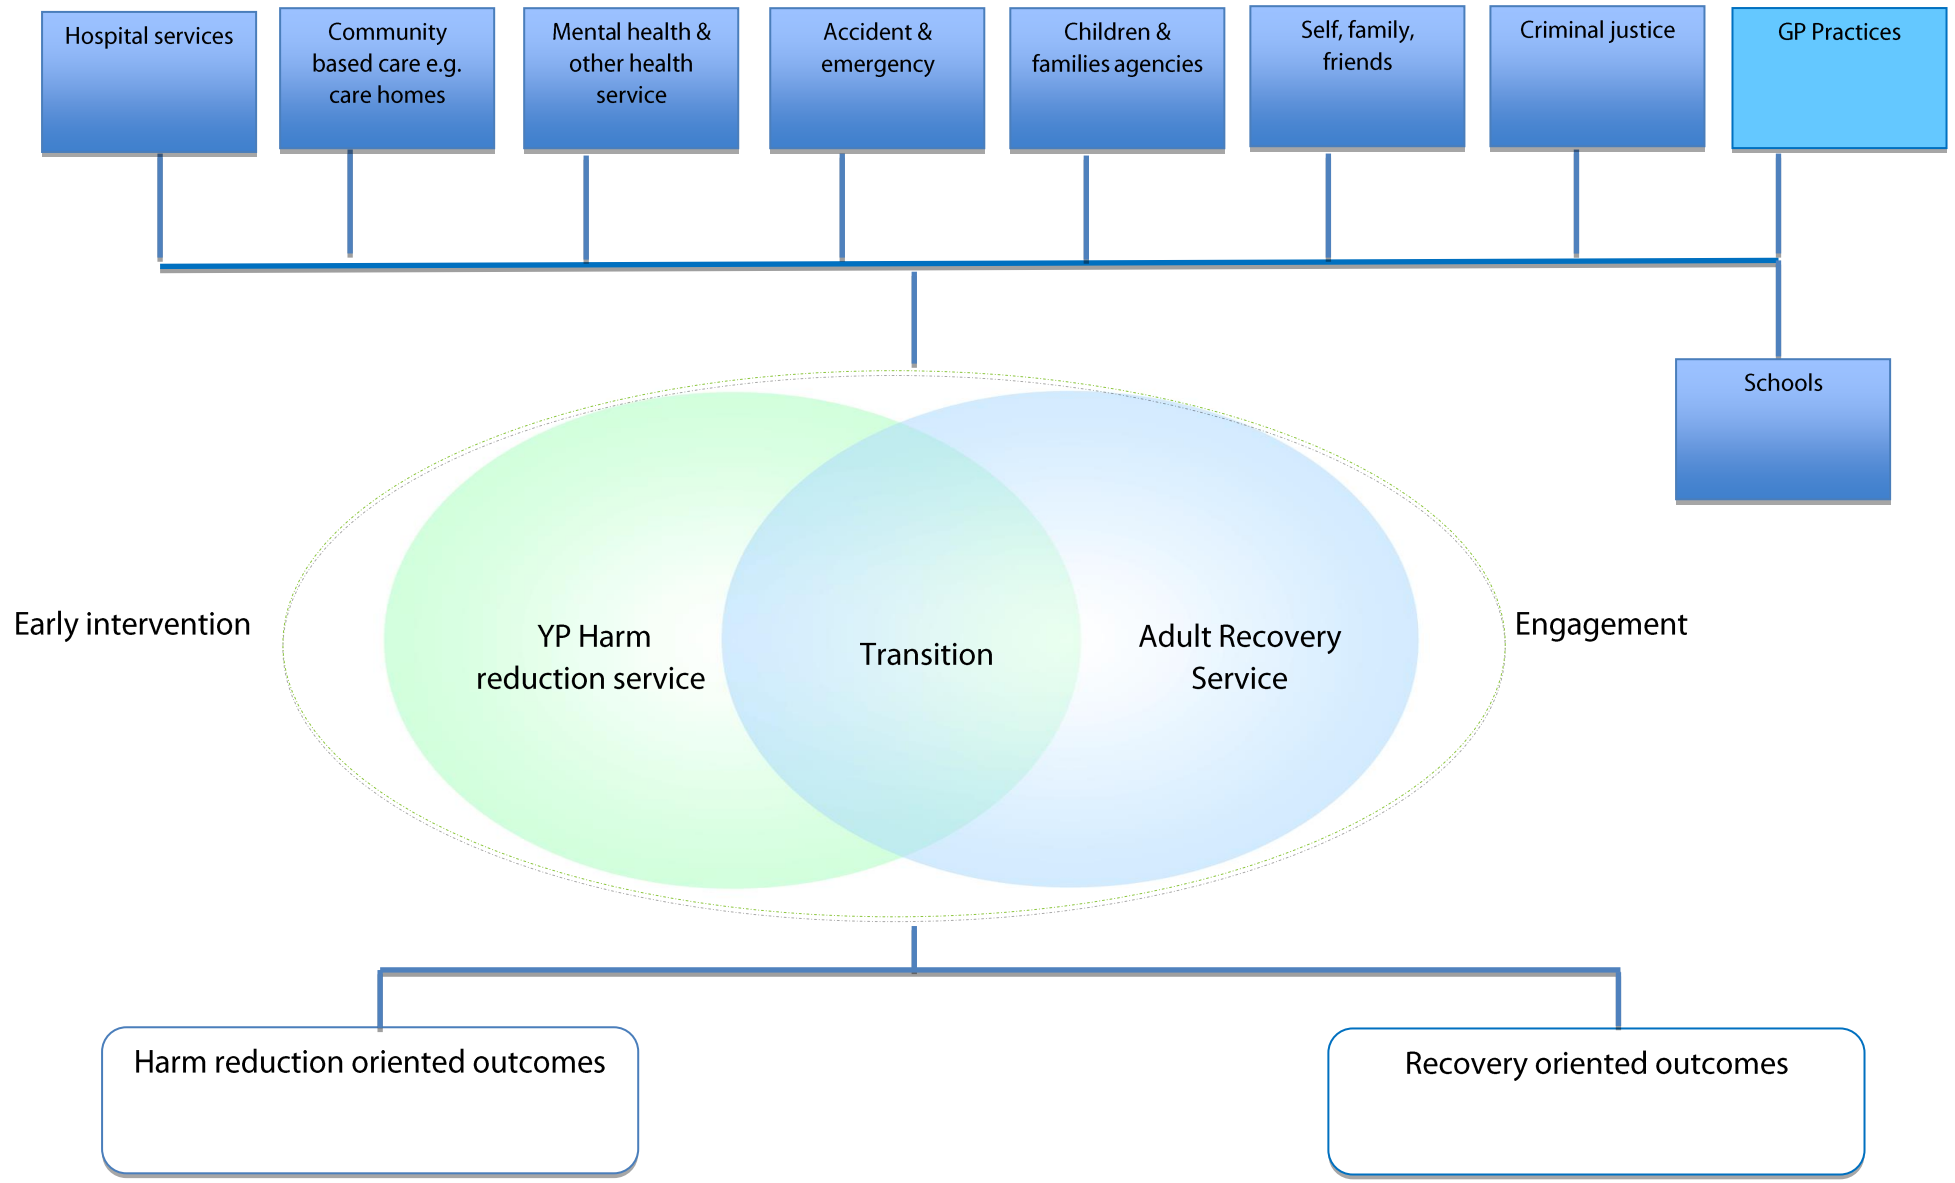 Hospital services
Community
based care e.g.
care homes
Mental health &
other health
service
Accident &
emergency
Children &
families agencies
Self, family,
friends
Criminal justice
GP Practices
Schools
Early intervention
YP Harm
reduction service
Transition
Adult Recovery
Service
Engagement
Harm reduction oriented outcomes
Recovery oriented outcomes